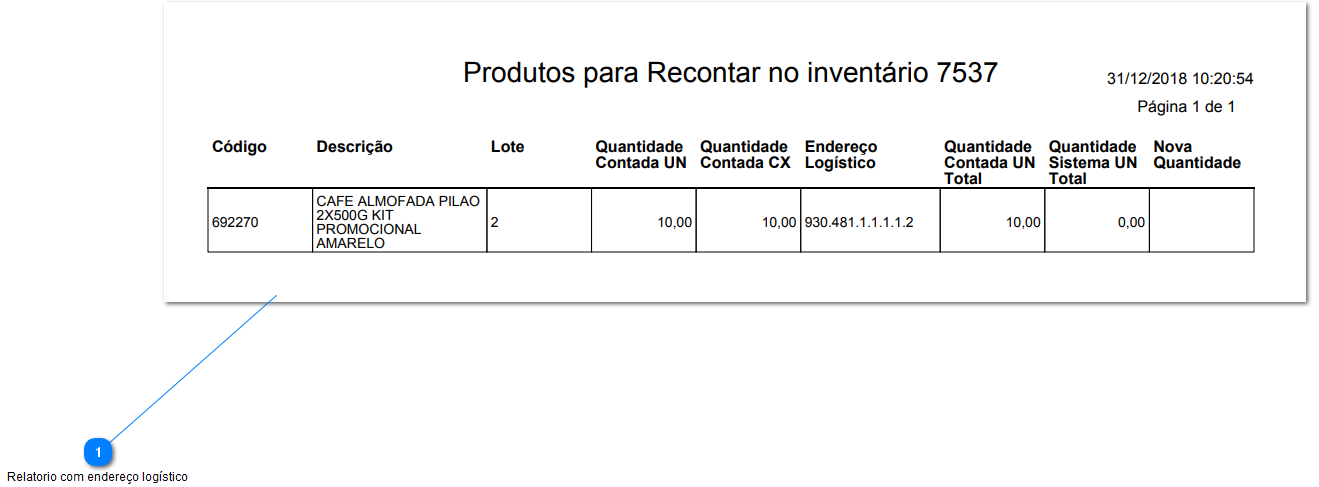 Produtos para Recontar no inventário 7537
31/12/2018 10:20:54
Página 1 de 1
Código Descrição Lote Quantidade Quantidade Endereço Quantidade Quantidade Nova
Contada UN Contada CX Logístico Contada UN Sistema UN Quantidade
Total Total
CAFE ALMOFADA PILAO
2X500G KIT
692270 2 10,00 10,00 930.481.1.1.1.1.2 10,00 0,00
PROMOCIONAL
AMARELO
1
Relatorio com endereço logístico